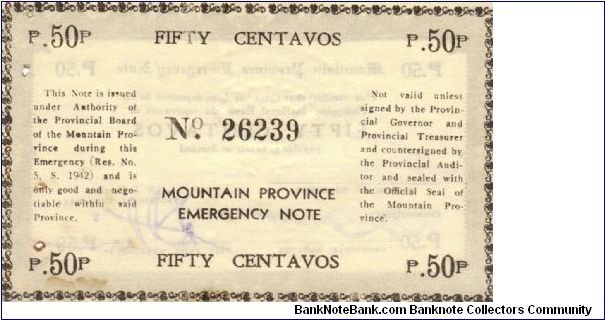 ₱.50₱ FIFTY CENTAVOS ₱.50₱
This Note is issued
under Authority of
the Provincial Board
of the Mountain Pro-
vince during this
Emergency (Res. No.
5, S. 1942) and is
only good and nego-
tiable within said
Province.
Nº 26239
MOUNTAIN PROVINCE
EMERGENCY NOTE
Not valid unless
signed by the Provin-
cial Governor and
Provincial Treasurer
and countersigned by
the Provincial Audi-
tor and sealed with
the Official Seal of
the Mountain Pro-
vince.
₱.50₱ FIFTY CENTAVOS ₱.50₱
BankNoteBank.com Banknote Collectors Community